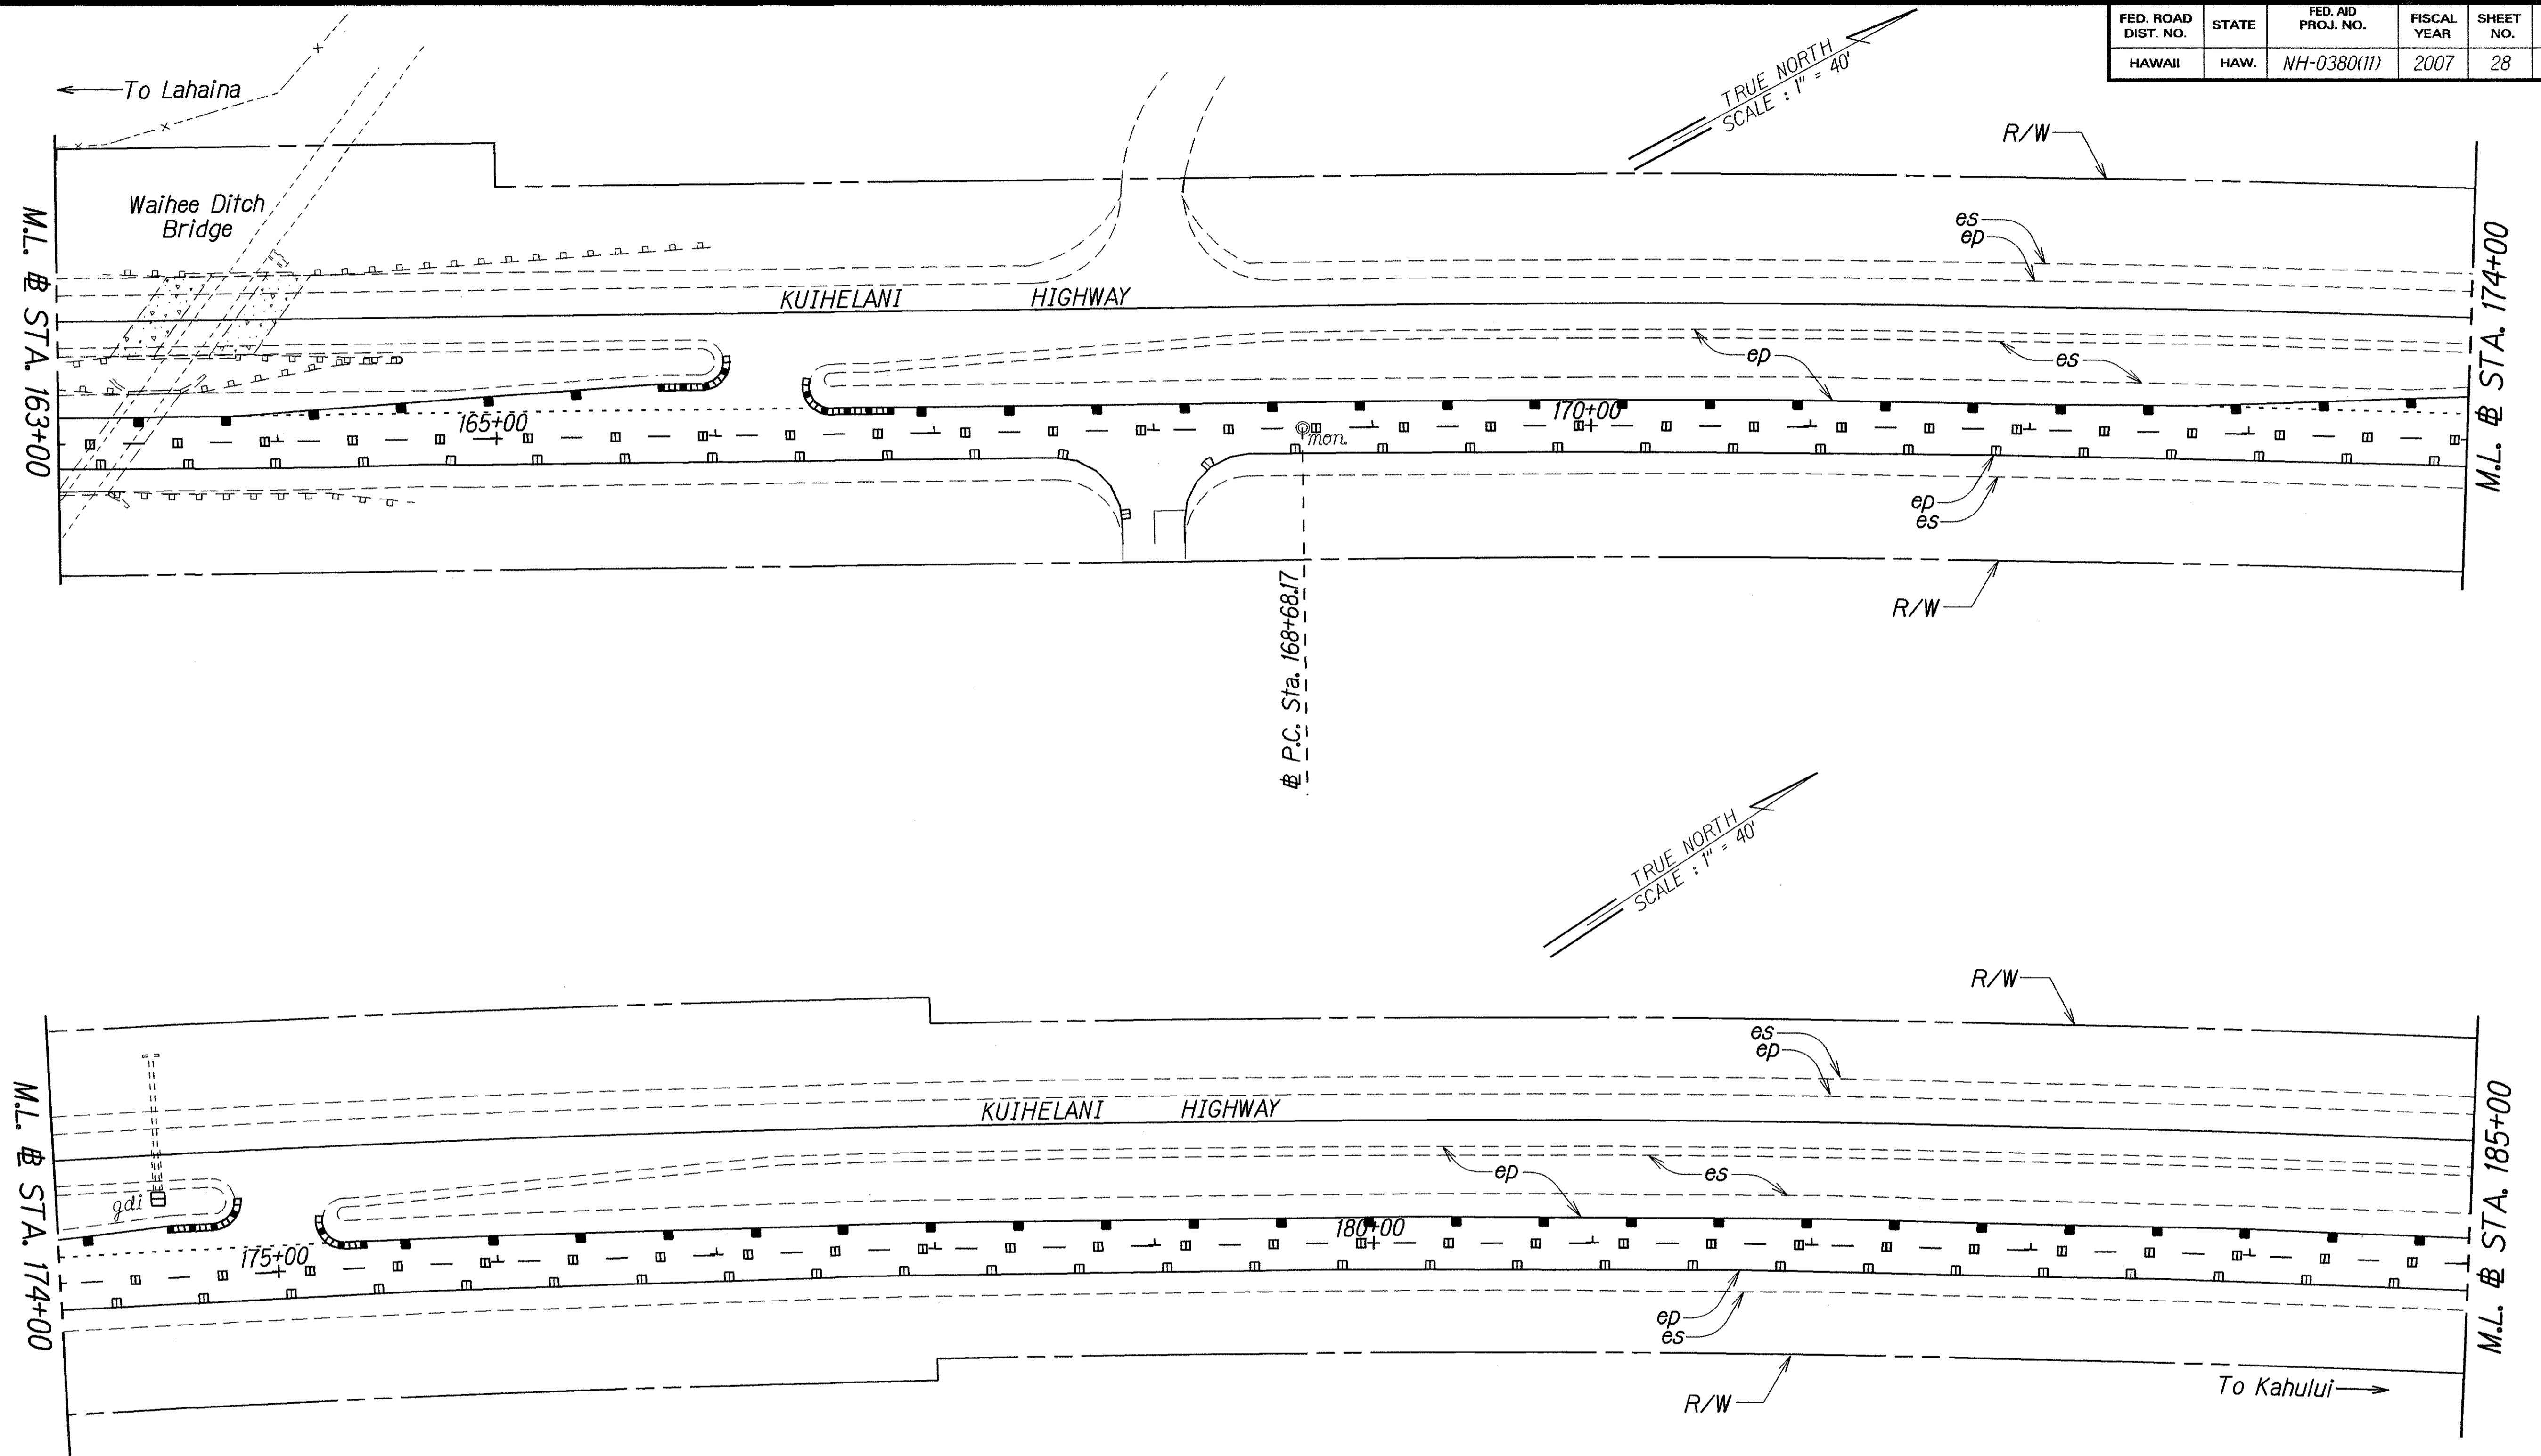 FED. ROAD DIST. NO.
STATE
FED. AID PROJ. NO.
FISCAL YEAR
SHEET NO.
HAWAII
HAW.
NH-0380(11)
2007
28
To Lahaina
TRUE NORTH
SCALE : 1" = 40'
R/W
Waihee Ditch
Bridge
es
ep
M.L. ⅊ STA. 163+00
KUIHELANI HIGHWAY
M.L. ⅊ STA. 174+00
ep
es
165+00
170+00
mon.
ep
es
R/W
⅊ P.C. Sta. 168+68.17
TRUE NORTH
SCALE : 1" = 40'
R/W
es
ep
M.L. ⅊ STA. 174+00
KUIHELANI HIGHWAY
M.L. ⅊ STA. 185+00
gdi
ep
es
175+00
180+00
ep
es
R/W
To Kahului